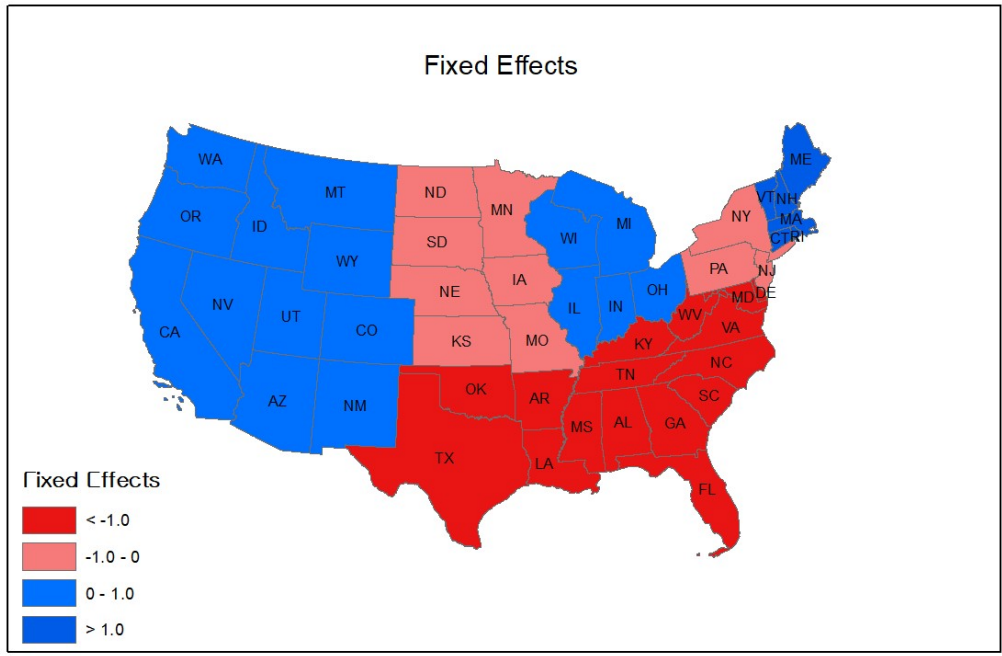 Fixed Effects
ME
WA
MT
ND
MN
VT
NH
OR
ID
NY
MA
MI
WI
SD
CT
RI
WY
PA
NJ
IA
NE
OH
DE
MD
NV
IL
IN
WV
UT
CO
VA
CA
KS
MO
KY
NC
TN
OK
AR
SC
AZ
NM
MS
AL
GA
TX
LA
FL
Fixed Effects
< -1.0
-1.0 - 0
0 - 1.0
> 1.0